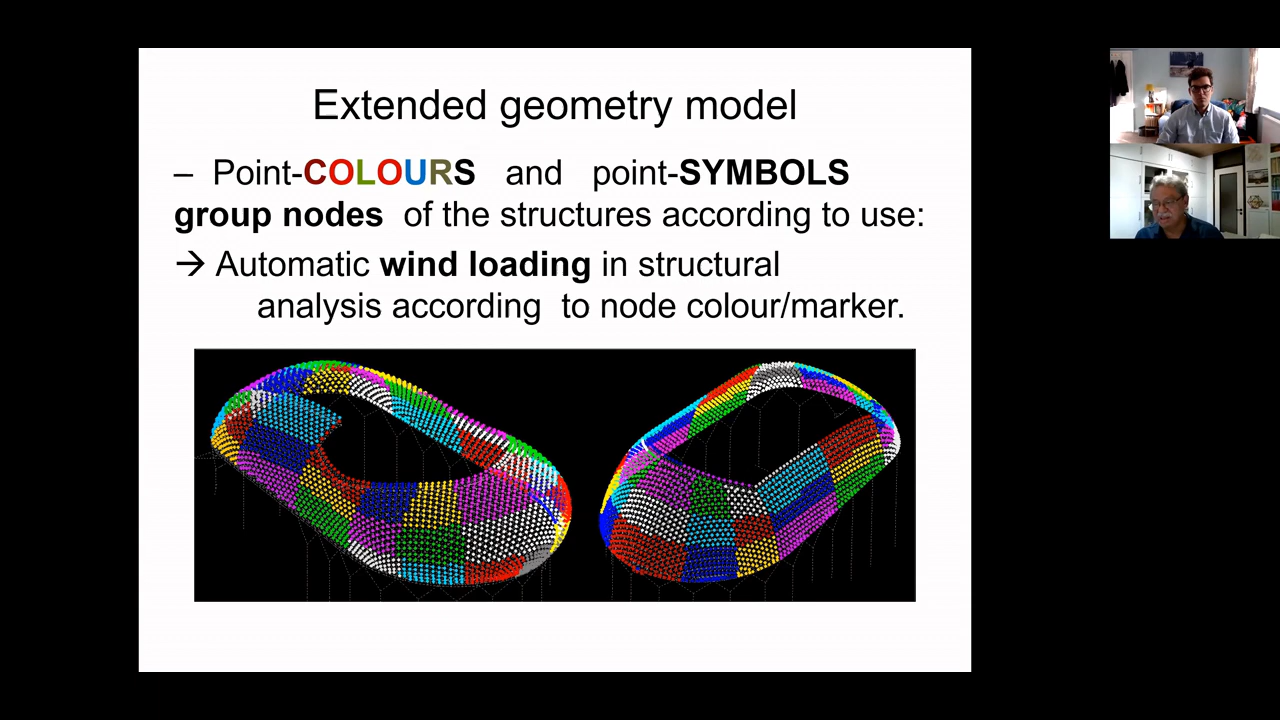 Extended geometry model
– Point-COLOURS and point-SYMBOLS
group nodes of the structures according to use:
→ Automatic wind loading in structural
analysis according to node colour/marker.